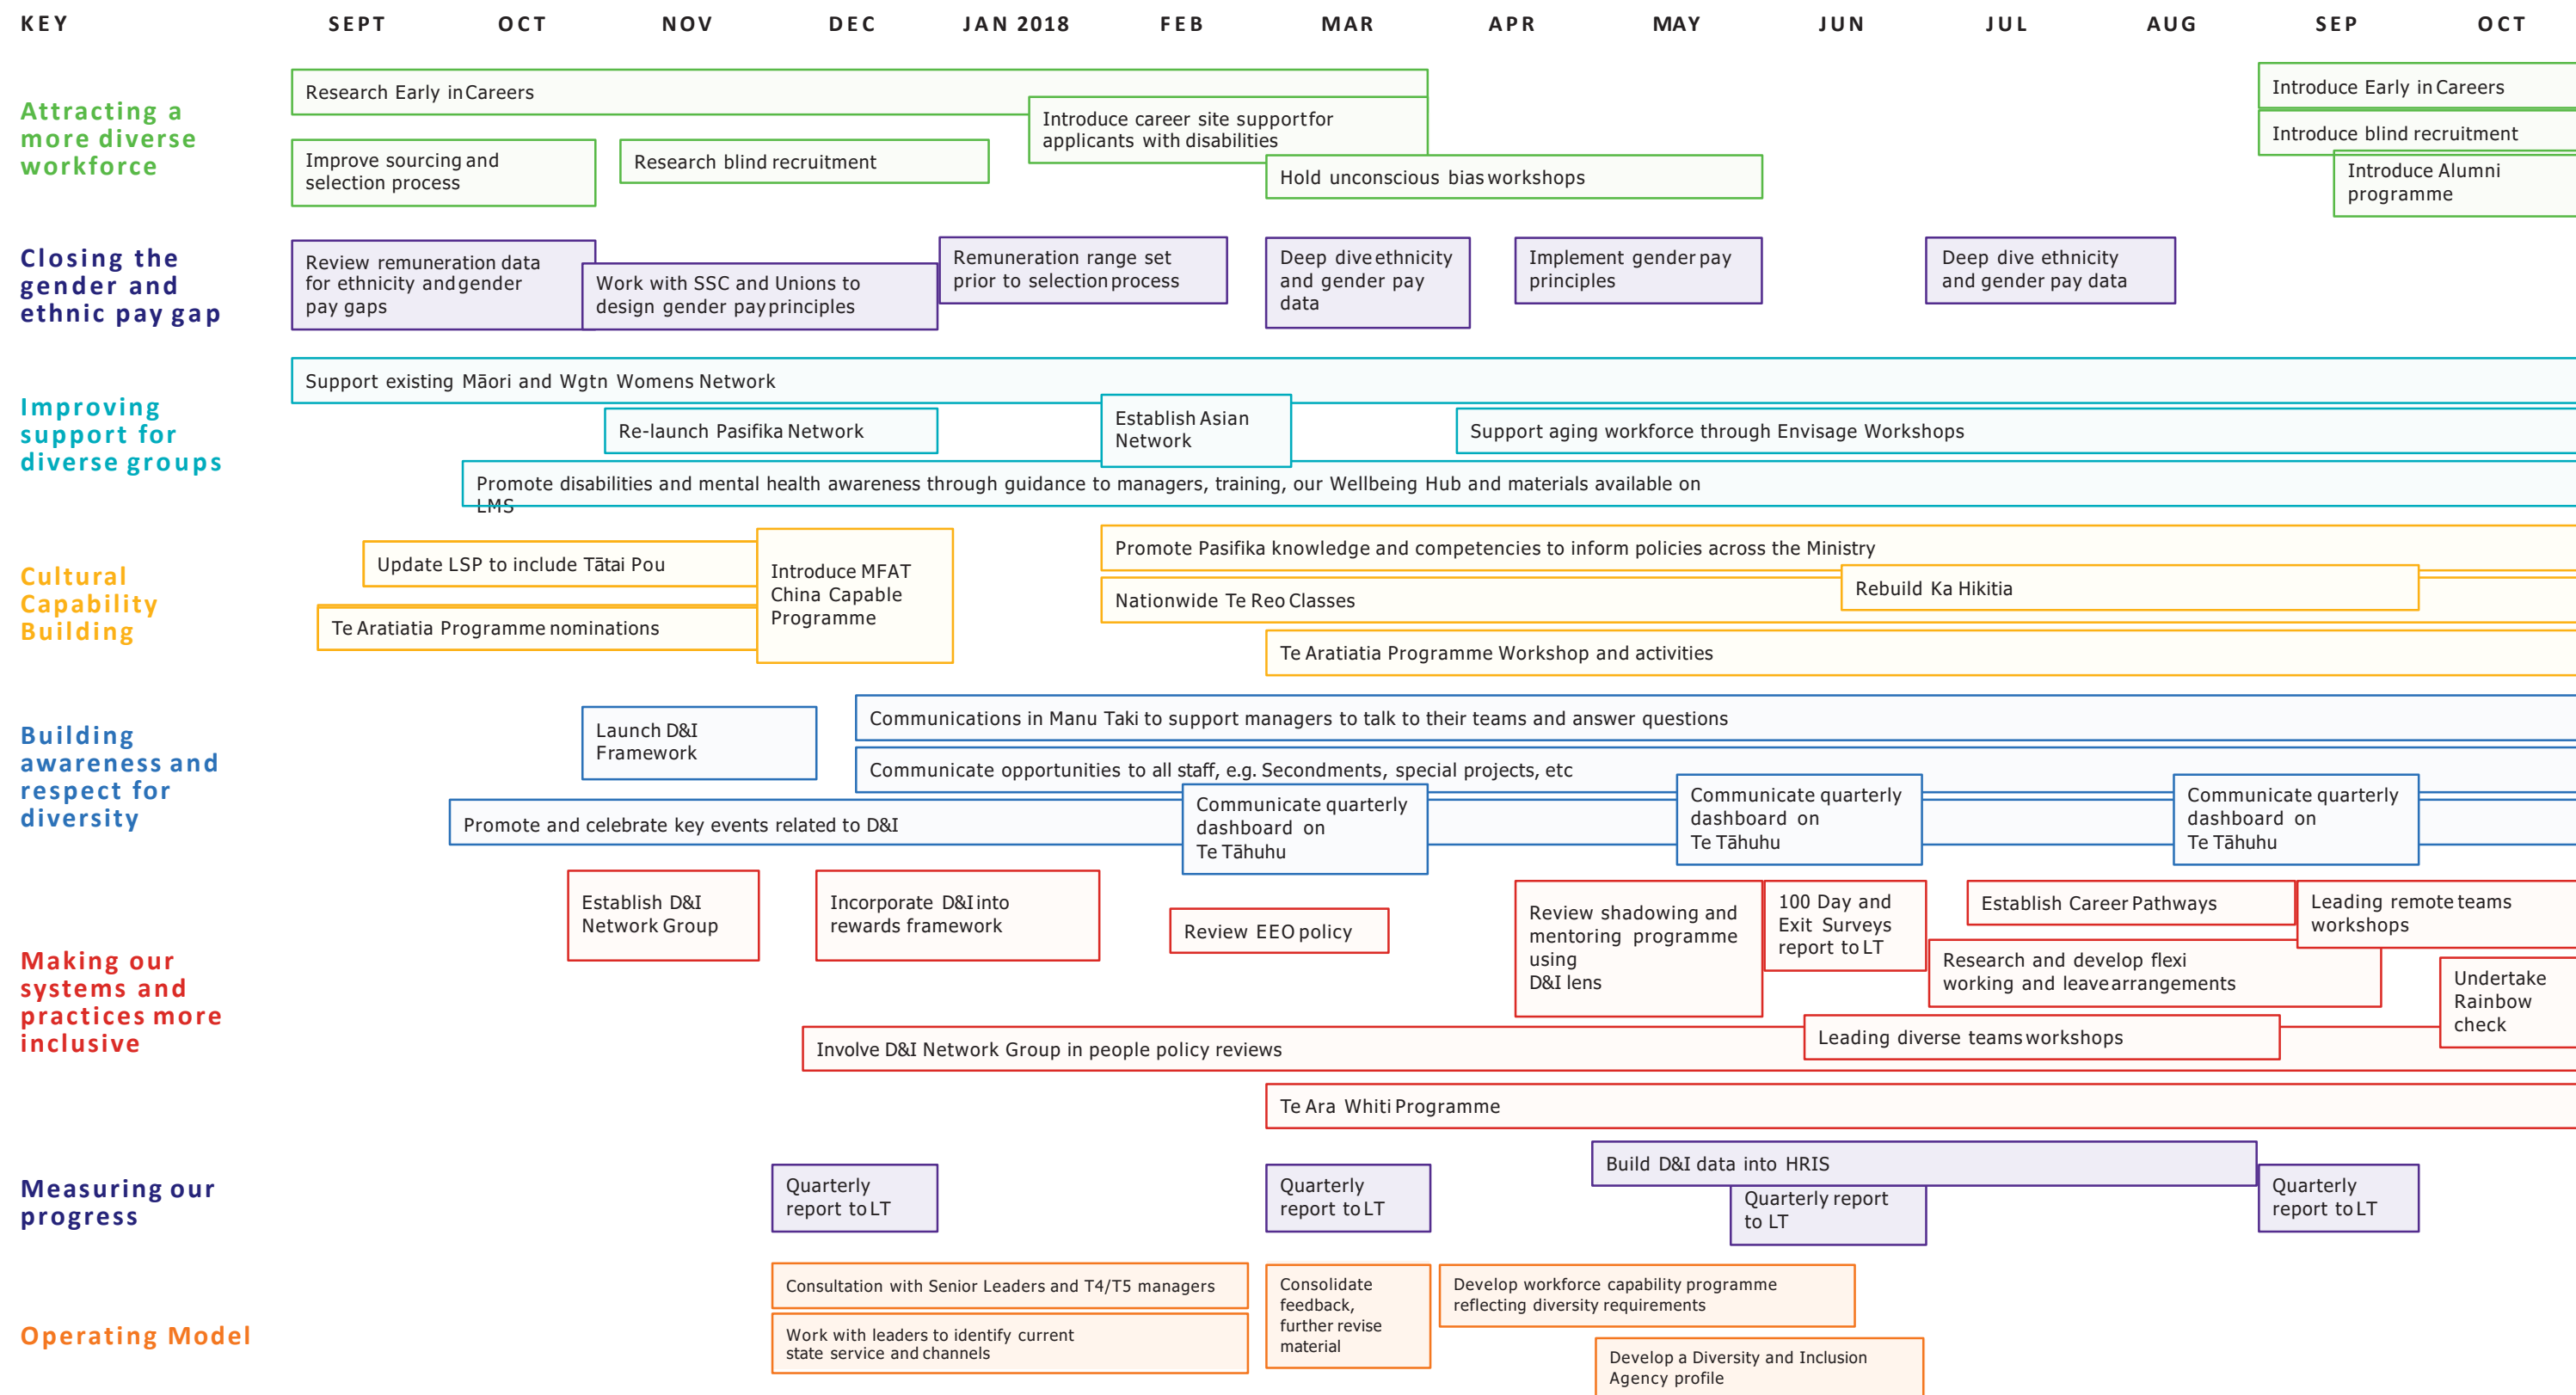 KEY
SEPT OCT NOV DEC JAN 2018 FEB MAR APR MAY JUN JUL AUG SEP OCT
Attracting a
more diverse
workforce
Research Early in Careers
Introduce career site support for
applicants with disabilities
Introduce Early in Careers
Introduce blind recruitment
Introduce Alumni
programme
Improve sourcing and
selection process
Research blind recruitment
Hold unconscious bias workshops
Closing the
gender and
ethnic pay gap
Review remuneration data
for ethnicity and gender
pay gaps
Work with SSC and Unions to
design gender pay principles
Remuneration range set
prior to selection process
Deep dive ethnicity
and gender pay
data
Implement gender pay
principles
Deep dive ethnicity
and gender pay data
Improving
support for
diverse groups
Support existing Māori and Wgtn Womens Network
Re-launch Pasifika Network
Establish Asian
Network
Support aging workforce through Envisage Workshops
Promote disabilities and mental health awareness through guidance to managers, training, our Wellbeing Hub and materials available on
LMS
Cultural
Capability
Building
Update LSP to include Tātai Pou
Te Aratiatia Programme nominations
Introduce MFAT
China Capable
Programme
Promote Pasifika knowledge and competencies to inform policies across the Ministry
Nationwide Te Reo Classes
Rebuild Ka Hikitia
Te Aratiatia Programme Workshop and activities
Building
awareness and
respect for
diversity
Launch D&I
Framework
Communications in Manu Taki to support managers to talk to their teams and answer questions
Communicate opportunities to all staff, e.g. Secondments, special projects, etc
Promote and celebrate key events related to D&I
Communicate quarterly
dashboard on
Te Tāhuhu
Communicate quarterly
dashboard on
Te Tāhuhu
Communicate quarterly
dashboard on
Te Tāhuhu
Making our
systems and
practices more
inclusive
Establish D&I
Network Group
Incorporate D&I into
rewards framework
Review EEO policy
Review shadowing and
mentoring programme
using
D&I lens
100 Day and
Exit Surveys
report to LT
Establish Career Pathways
Leading remote teams
workshops
Research and develop flexi
working and leave arrangements
Undertake
Rainbow
check
Involve D&I Network Group in people policy reviews
Leading diverse teams workshops
Te Ara Whiti Programme
Measuring our
progress
Quarterly
report to LT
Quarterly
report to LT
Build D&I data into HRIS
Quarterly report
to LT
Quarterly
report to LT
Operating Model
Consultation with Senior Leaders and T4/T5 managers
Work with leaders to identify current
state service and channels
Consolidate
feedback,
further revise
material
Develop workforce capability programme
reflecting diversity requirements
Develop a Diversity and Inclusion
Agency profile